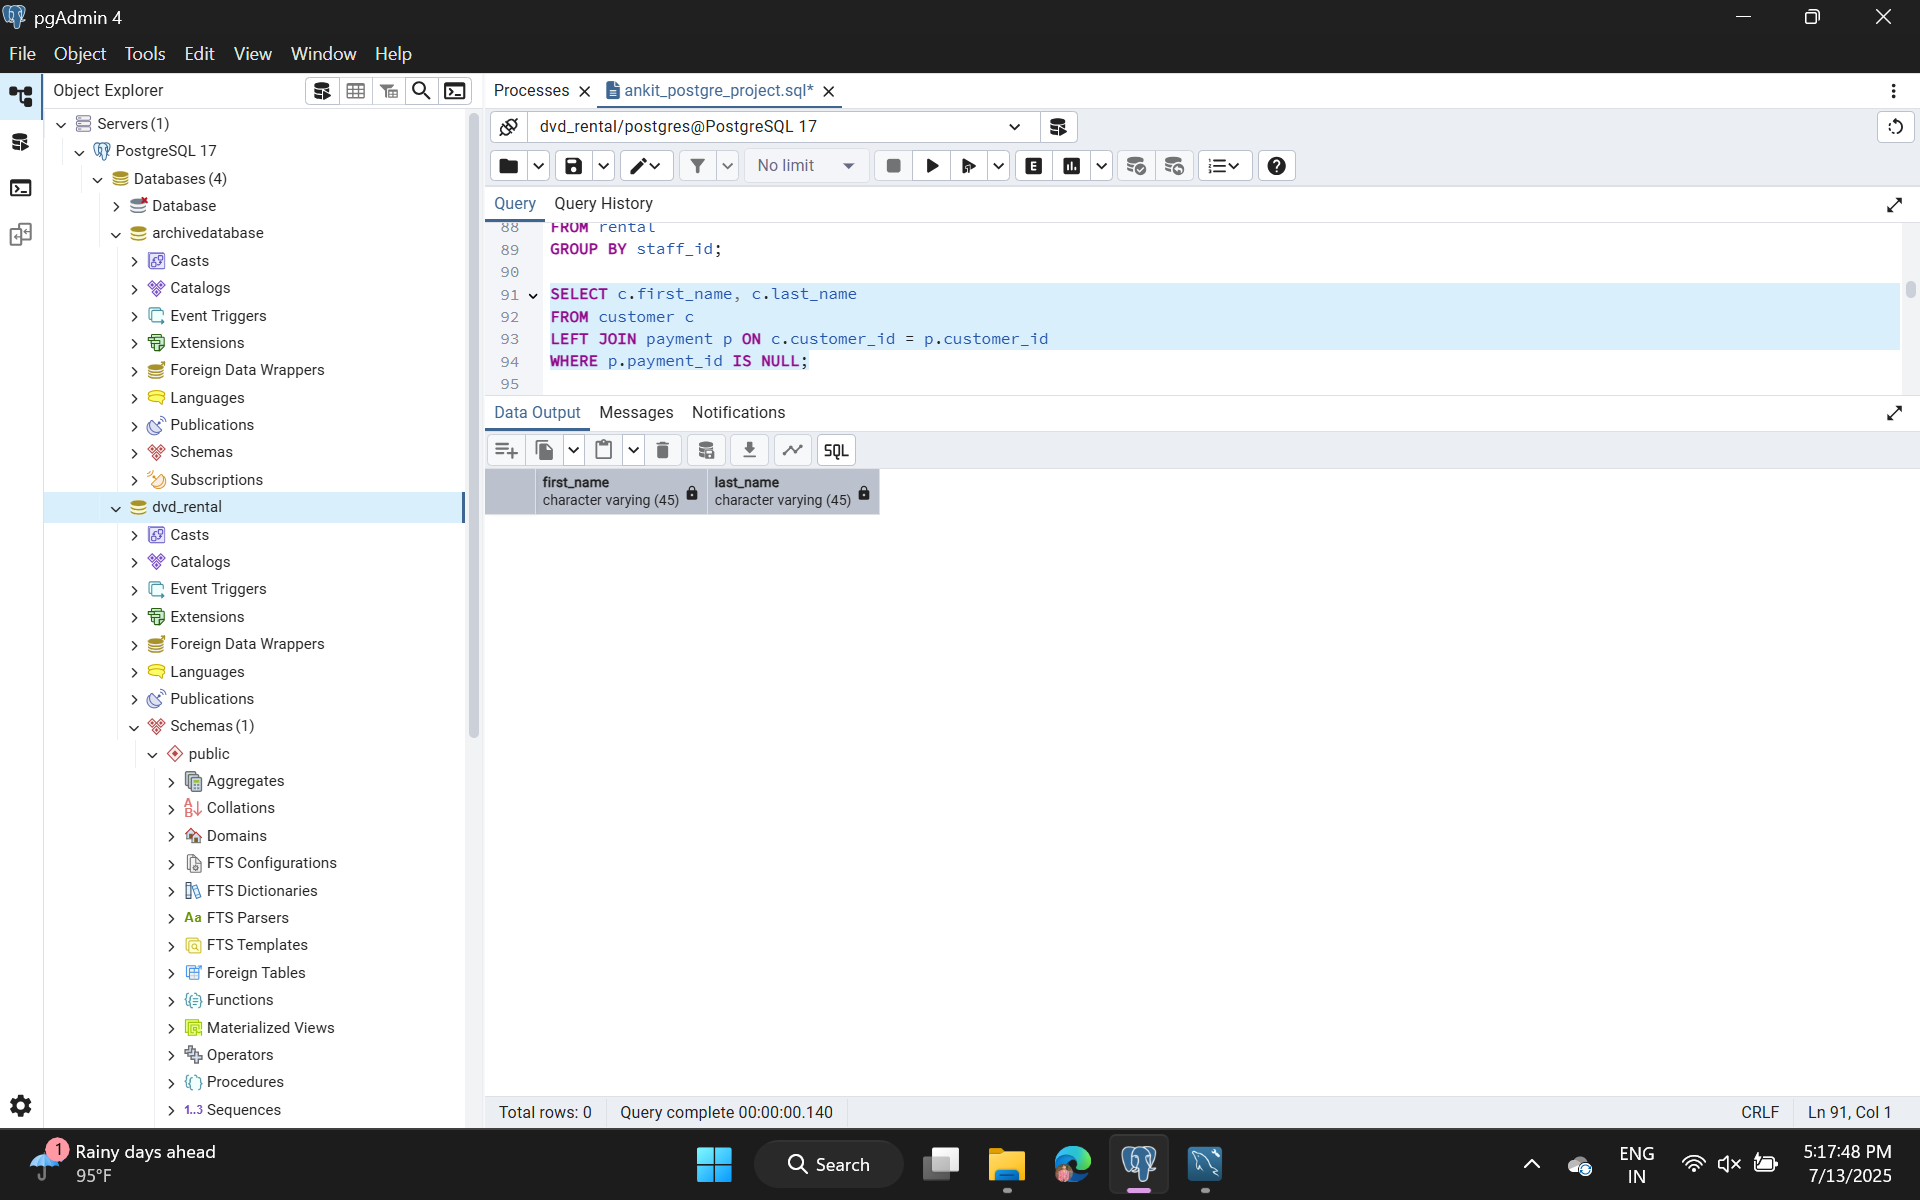 pgAdmin 4
File Object Tools Edit View Window Help
Object Explorer
Servers (1)
PostgreSQL 17
Databases (4)
Database
archivedatabase
Casts
Catalogs
Event Triggers
Extensions
Foreign Data Wrappers
Languages
Publications
Schemas
Subscriptions
dvd_rental
Casts
Catalogs
Event Triggers
Extensions
Foreign Data Wrappers
Languages
Publications
Schemas (1)
public
Aggregates
Collations
Domains
FTS Configurations
FTS Dictionaries
Aa FTS Parsers
FTS Templates
Foreign Tables
Functions
Materialized Views
Operators
Procedures
1..3 Sequences
Processes ankit_postgre_project.sql*
dvd_rental/postgres@PostgreSQL 17
No limit E
Query Query History
88 FROM rental
89 GROUP BY staff_id;
90
91 SELECT c.first_name, c.last_name
92 FROM customer c
93 LEFT JOIN payment p ON c.customer_id = p.customer_id
94 WHERE p.payment_id IS NULL;
95
Data Output Messages Notifications
SQL
first_name last_name
character varying (45) character varying (45)
Total rows: 0 Query complete 00:00:00.140 CRLF Ln 91, Col 1
1 Rainy days ahead
95°F
Search
ENG
IN
5:17:48 PM
7/13/2025